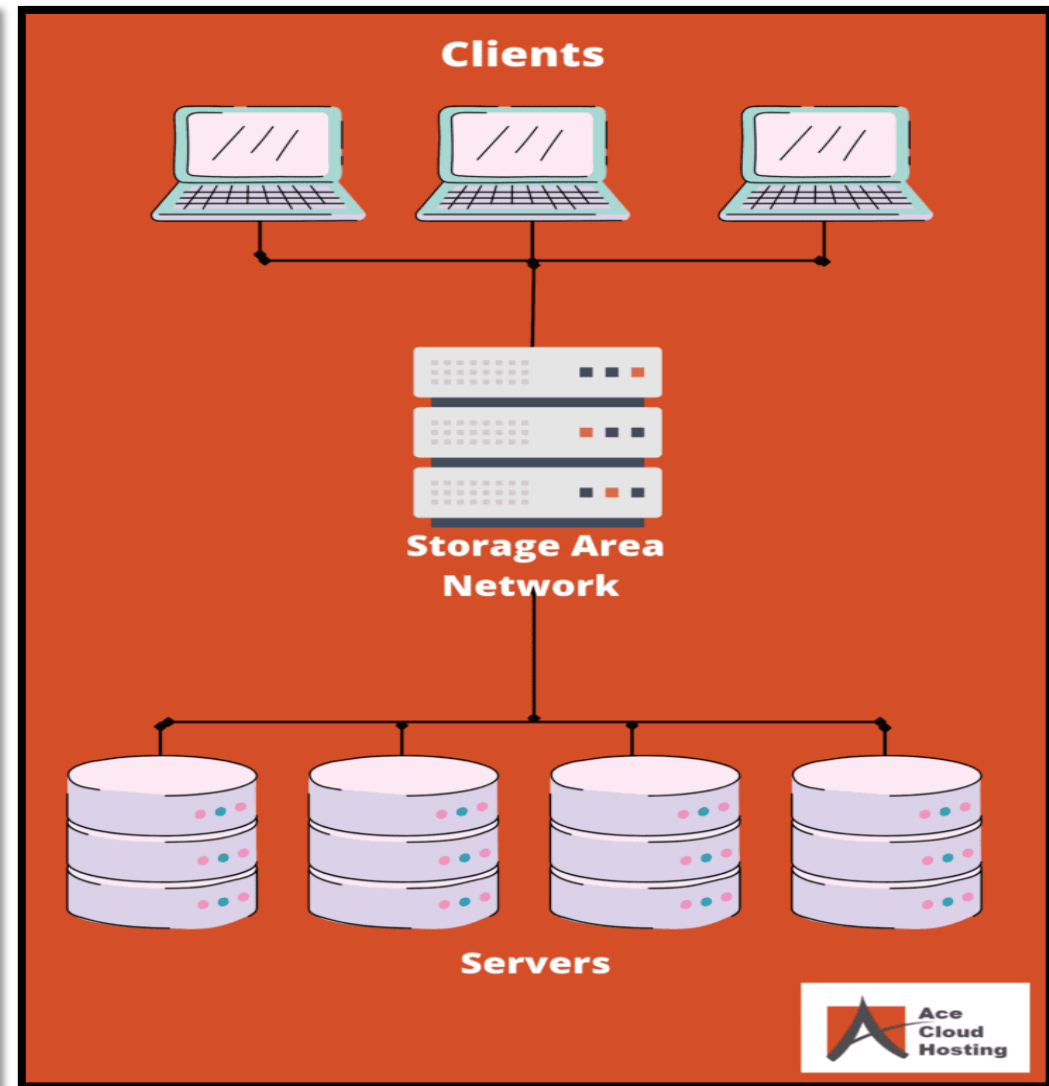 Clients
Storage Area
Network
Servers
Ace
Cloud
Hosting